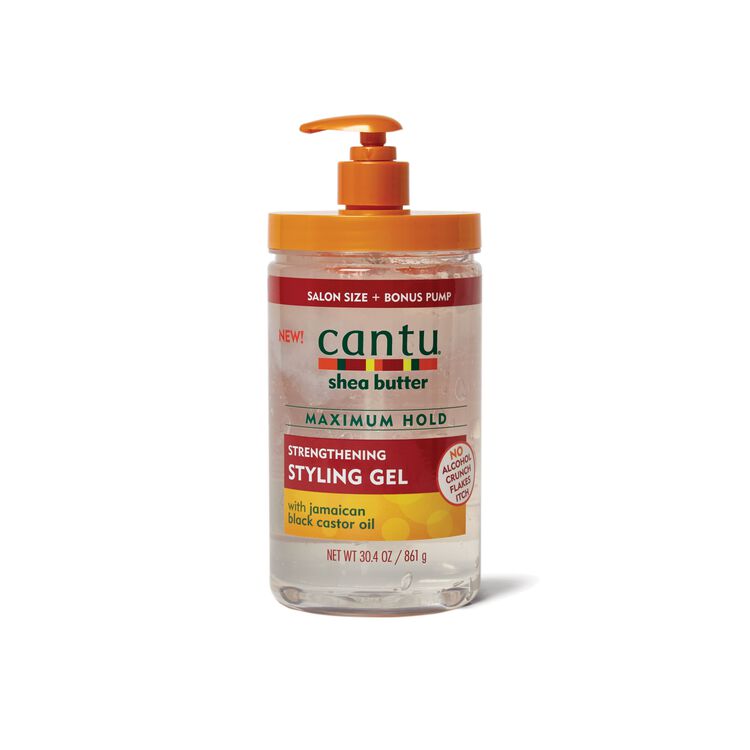 SALON SIZE + BONUS PUMP
NEW!
cantu®
shea butter
MAXIMUM HOLD
STRENGTHENING
STYLING GEL
with jamaican
black castor oil
NO
ALCOHOL
CRUNCH
FLAKES
ITCH
NET WT 30.4 OZ / 861 g